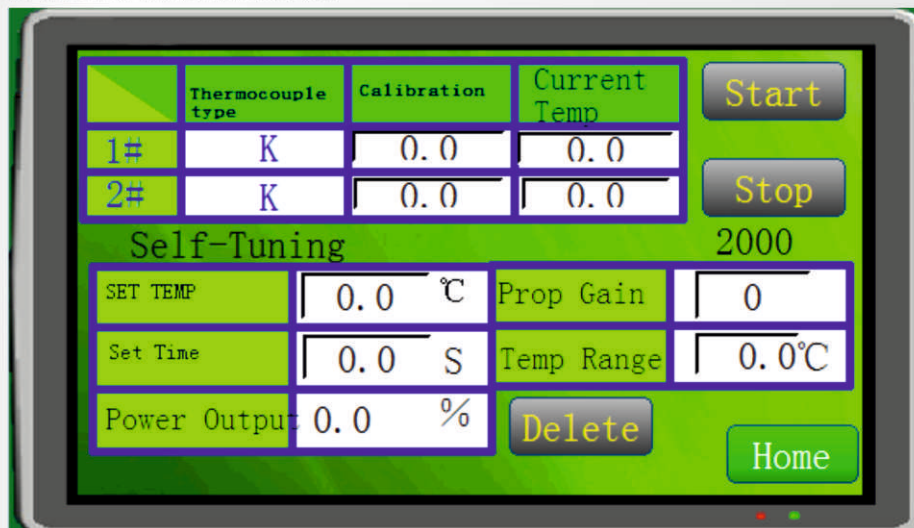 Thermocouple type
Calibration
Current Temp
Start
1#
K
0.0
0.0
2#
K
0.0
0.0
Stop
Self-Tuning
2000
SET TEMP
0.0 ℃
Prop Gain
0
Set Time
0.0 S
Temp Range
0.0℃
Power Output
0.0 %
Delete
Home